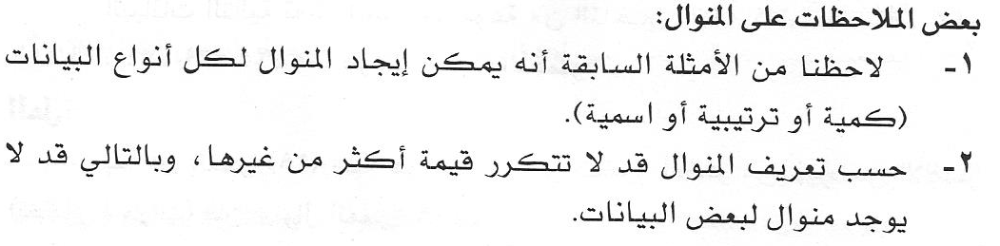 بعض الملاحظات على المنوال:
١- لاحظنا من الأمثلة السابقة أنه يمكن إيجاد المنوال لكل أنواع البيانات
(كمية أو ترتيبية أو اسمية).
٢- حسب تعريف المنوال قد لا تتكرر قيمة أكثر من غيرها، وبالتالي قد لا
يوجد منوال لبعض البيانات.